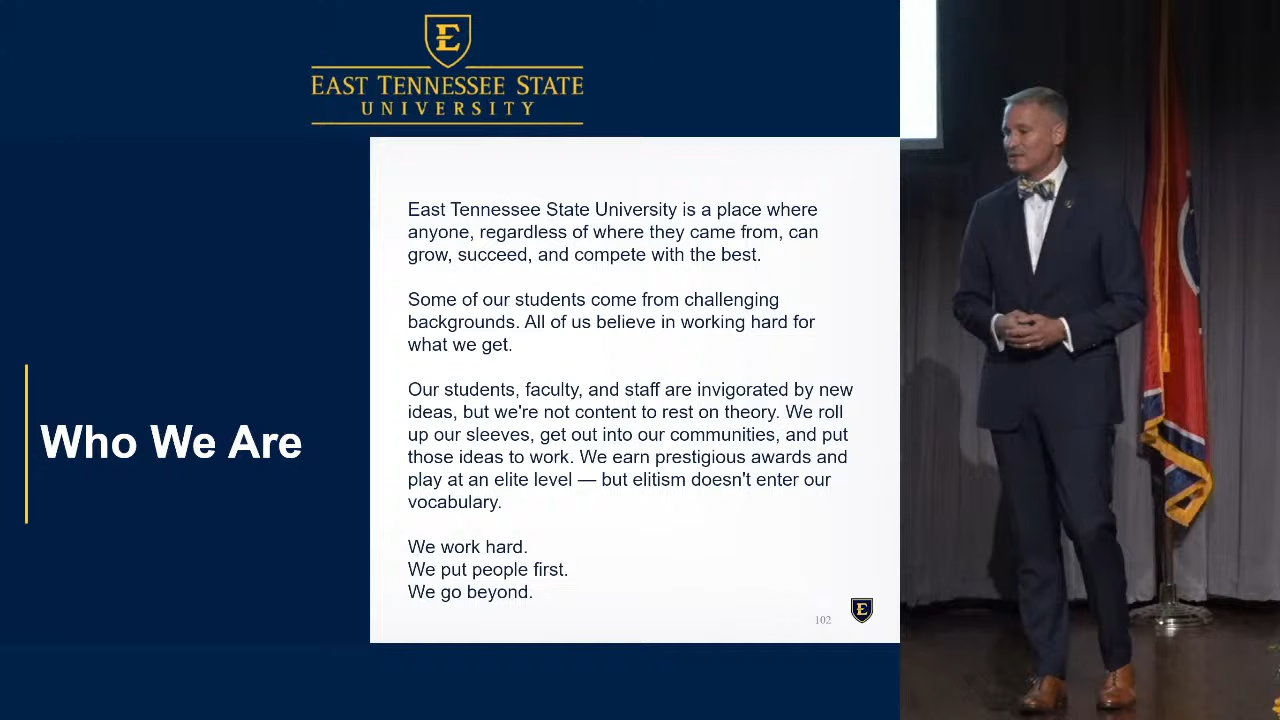 E
EAST TENNESSEE STATE
UNIVERSITY
Who We Are
East Tennessee State University is a place where
anyone, regardless of where they came from, can
grow, succeed, and compete with the best.
Some of our students come from challenging
backgrounds. All of us believe in working hard for
what we get.
Our students, faculty, and staff are invigorated by new
ideas, but we're not content to rest on theory. We roll
up our sleeves, get out into our communities, and put
those ideas to work. We earn prestigious awards and
play at an elite level — but elitism doesn't enter our
vocabulary.
We work hard.
We put people first.
We go beyond.
102
E